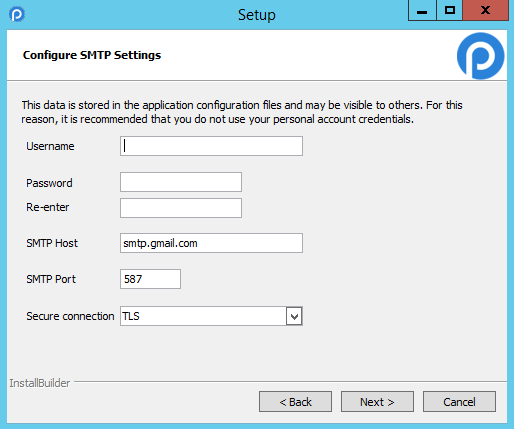 Setup
Configure SMTP Settings
This data is stored in the application configuration files and may be visible to others. For this
reason, it is recommended that you do not use your personal account credentials.
Username
Password
Re-enter
SMTP Host smtp.gmail.com
SMTP Port 587
Secure connection TLS
InstallBuilder
< Back Next > Cancel